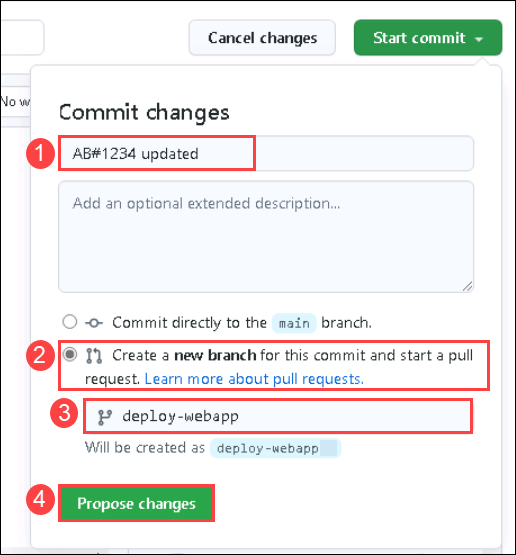 Cancel changes
Start commit
No w
Commit changes
1
AB#1234 updated
Add an optional extended description...
Commit directly to the main branch.
2
Create a new branch for this commit and start a pull
request. Learn more about pull requests.
3
deploy-webapp
Will be created as deploy-webapp
4
Propose changes